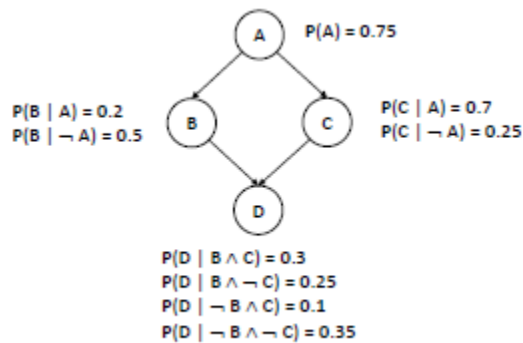 A
P(A) = 0.75
P(B | A) = 0.2
P(B | ¬ A) = 0.5
B
C
P(C | A) = 0.7
P(C | ¬ A) = 0.25
D
P(D | B ∧ C) = 0.3
P(D | B ∧ ¬ C) = 0.25
P(D | ¬ B ∧ C) = 0.1
P(D | ¬ B ∧ ¬ C) = 0.35